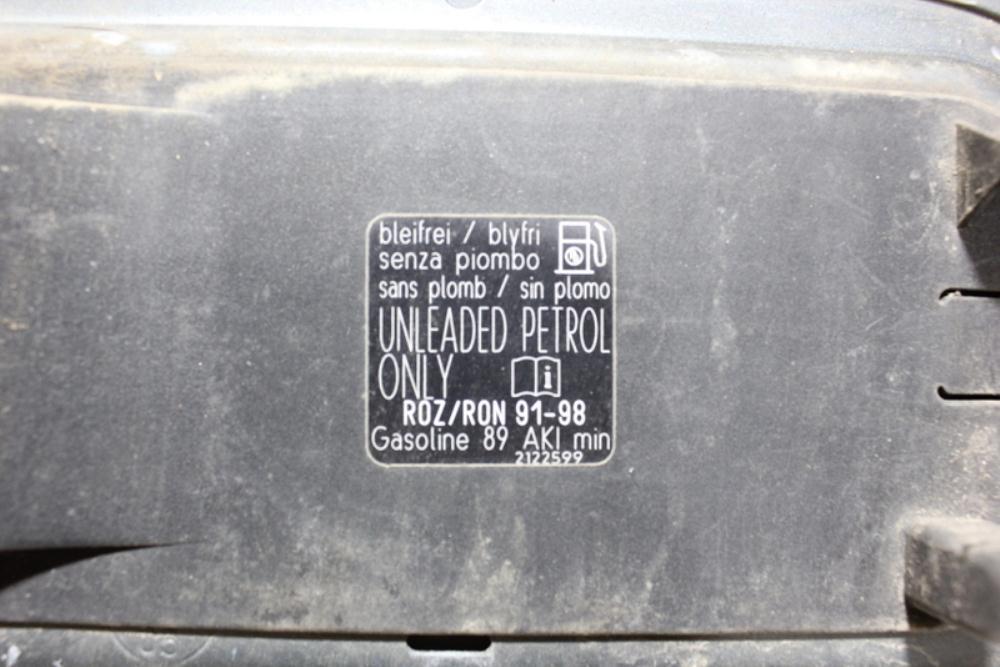 bleifrei / blyfri
senza piombo
sans plomb / sin plomo
UNLEADED PETROL
ONLY
ROZ/RON 91-98
Gasoline 89 AKI min
2122599